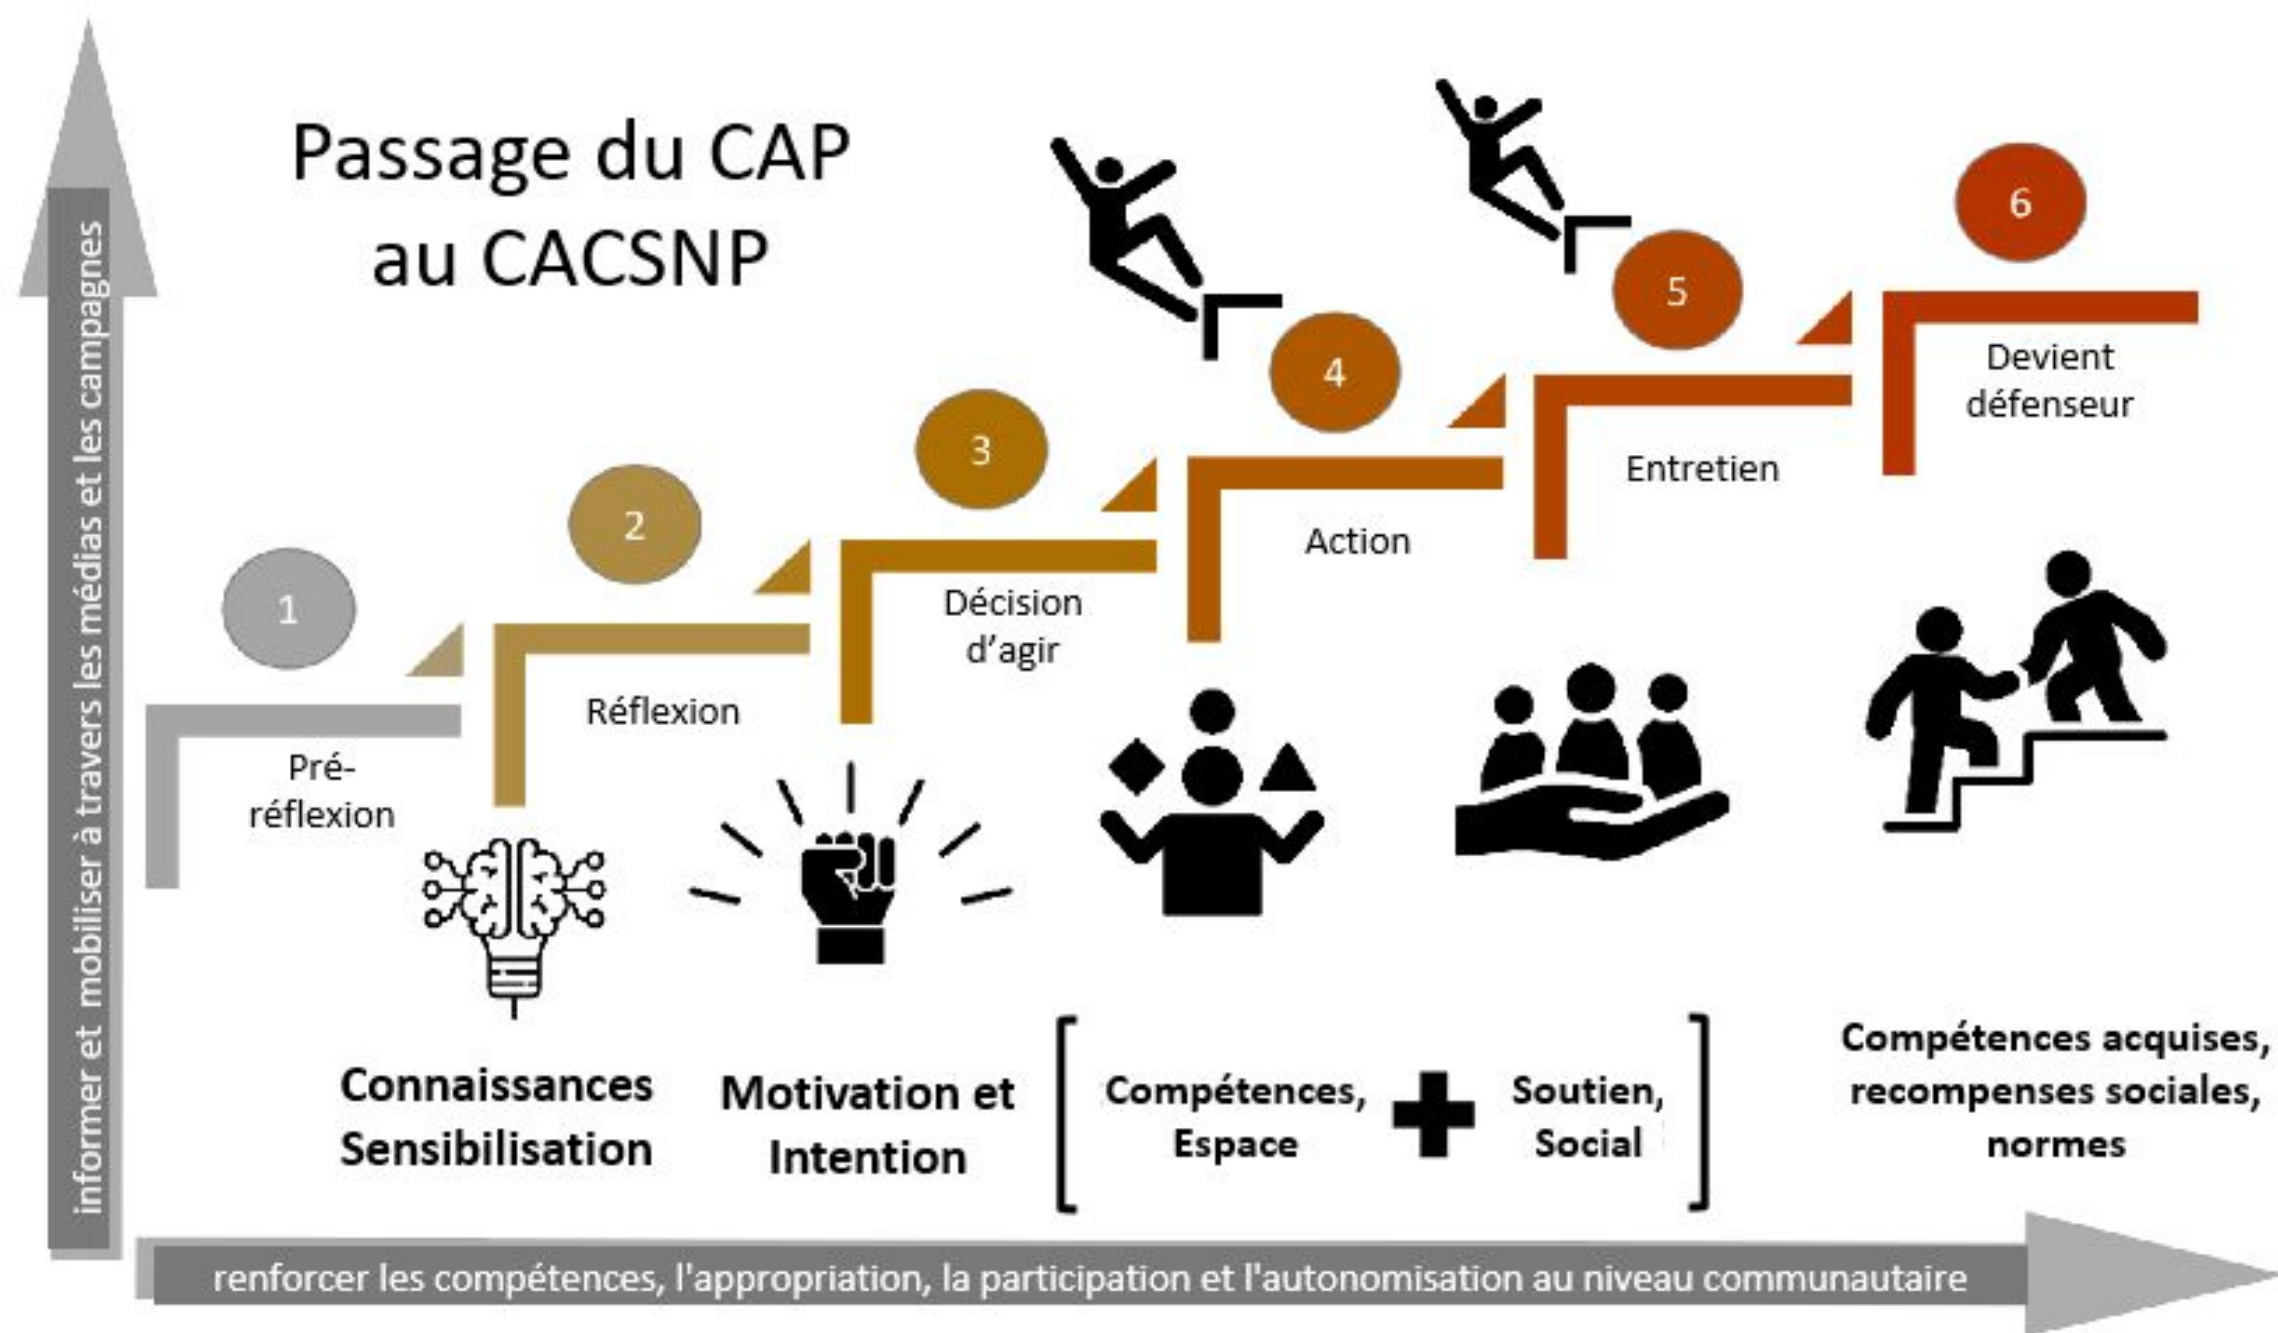 Passage du CAP
au CACSNP
informer et mobiliser à travers les médias et les campagnes
1
Pré-
réflexion
2
Réflexion
3
Décision
d’agir
4
Action
5
Entretien
6
Devient
défenseur
Connaissances
Sensibilisation
Motivation et
Intention
Compétences,
Espace
Soutien,
Social
Compétences acquises,
recompenses sociales,
normes
renforcer les compétences, l'appropriation, la participation et l'autonomisation au niveau communautaire